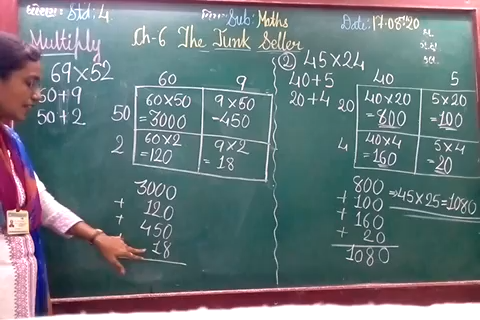 Std: 4
Sub: Maths
Date: 17-08-20
Multiply
Ch-6 The Junk Seller
69×52
60+9
50+2
60 9
50 60×50 =3000 9×50 =450
2 60×2 =120 9×2 =18
3000
+ 120
+ 450
18
② 45×24
40+5
20+4
40 5
20 40×20 =800 5×20 =100
4 40×4 =160 5×4 =20
800
+ 100
+ 160
+ 20
1080
⇒45×25=1080